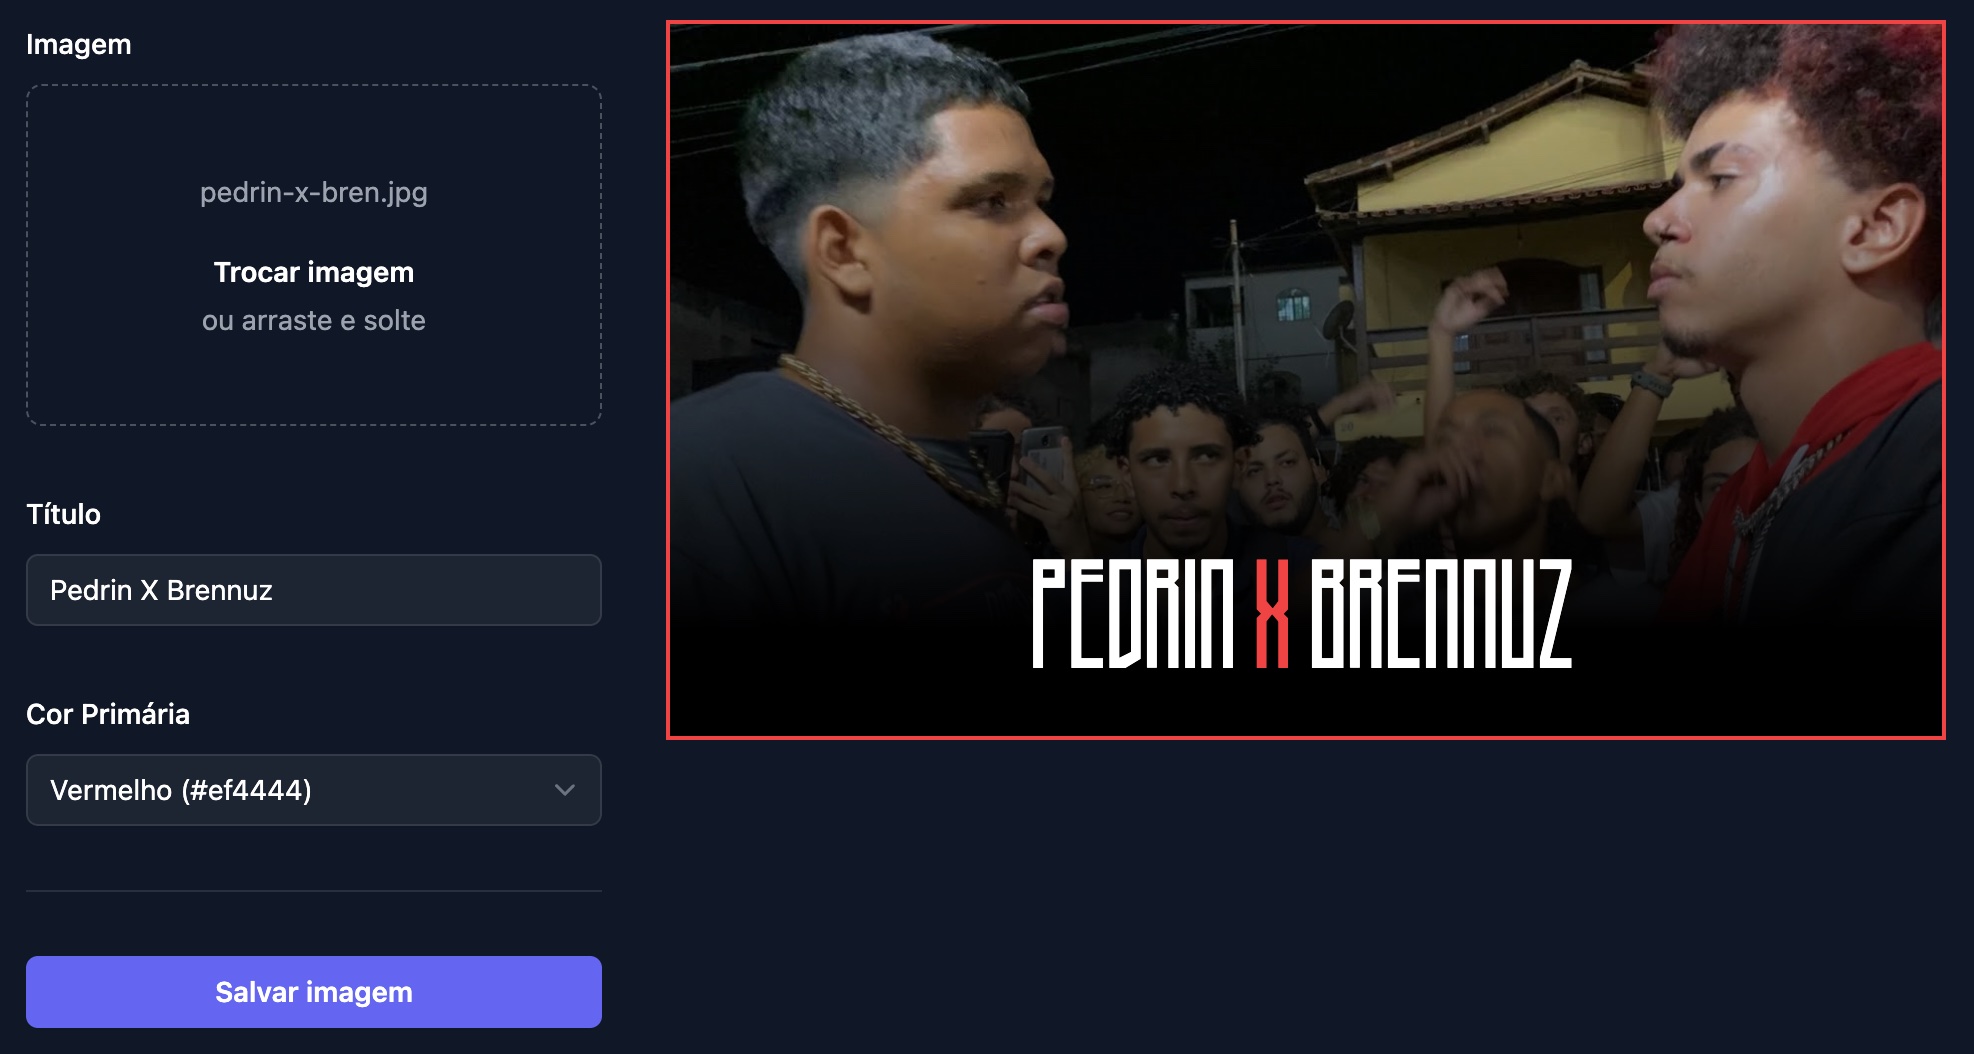 Imagem
pedrin-x-bren.jpg
Trocar imagem
ou arraste e solte
Título
Pedrin X Brennuz
Cor Primária
Vermelho (#ef4444)
Salvar imagem
PEDRIN X BRENNUZ